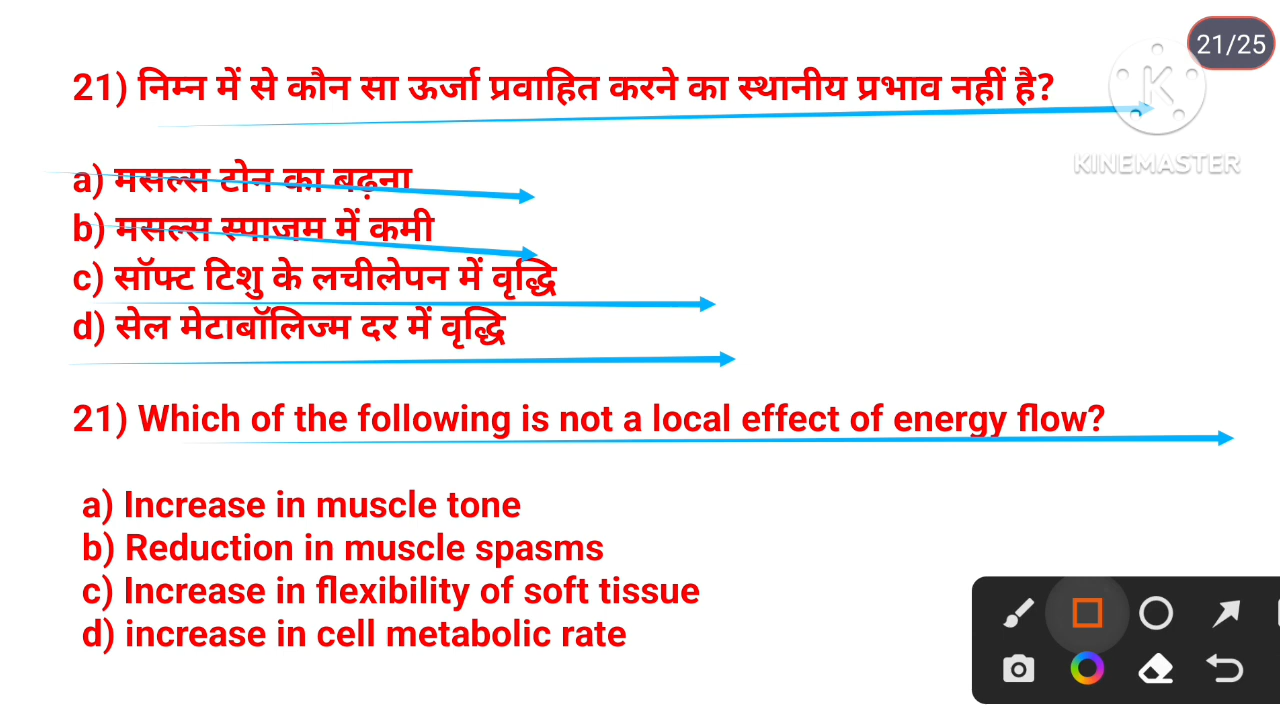 21/25
21) निम्न में से कौन सा ऊर्जा प्रवाहित करने का स्थानीय प्रभाव नहीं है?
KINEMASTER
a) मसल्स टोन का बढ़ना
b) मसल्स स्पाजम में कमी
c) सॉफ्ट टिशु के लचीलेपन में वृद्धि
d) सेल मेटाबॉलिज्म दर में वृद्धि
21) Which of the following is not a local effect of energy flow?
a) Increase in muscle tone
b) Reduction in muscle spasms
c) Increase in flexibility of soft tissue
d) increase in cell metabolic rate